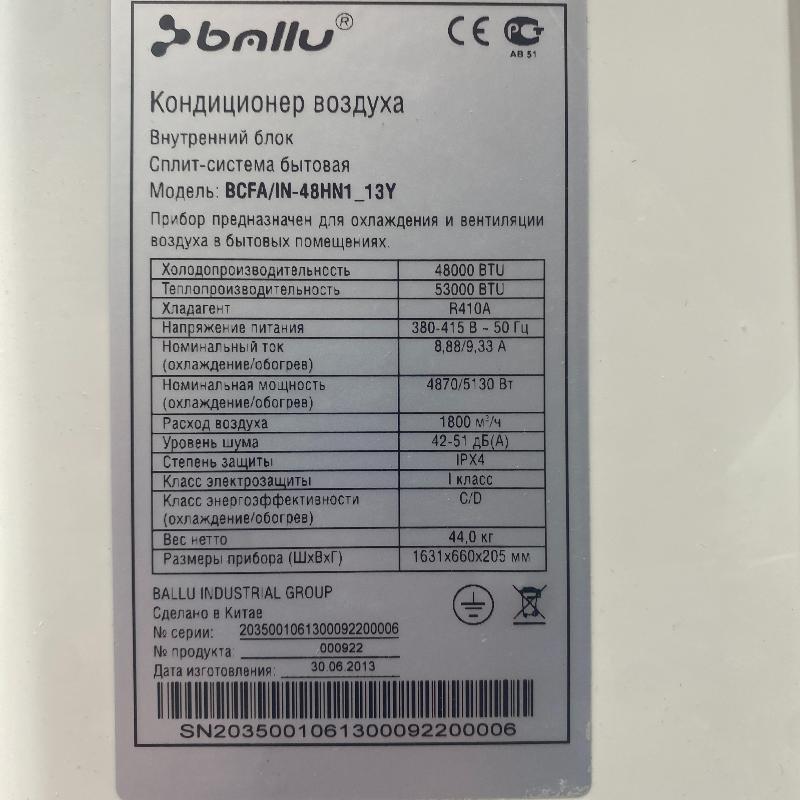 ballu®
CE PCT
АВ 51
Кондиционер воздуха
Внутренний блок
Сплит-система бытовая
Модель: BCFA/IN-48HN1_13Y
Прибор предназначен для охлаждения и вентиляции
воздуха в бытовых помещениях.
Холодопроизводительность 48000 BTU
Теплопроизводительность 53000 BTU
Хладагент R410A
Напряжение питания 380-415 В ~ 50 Гц
Номинальный ток 8,88/9,33 А
(охлаждение/обогрев)
Номинальная мощность 4870/5130 Вт
(охлаждение/обогрев)
Расход воздуха 1800 м³/ч
Уровень шума 42-51 дБ(А)
Степень защиты IPX4
Класс электрозащиты I класс
Класс энергоэффективности C/D
(охлаждение/обогрев)
Вес нетто 44,0 кг
Размеры прибора (ШхВхГ) 1631х660х205 мм
BALLU INDUSTRIAL GROUP
Сделано в Китае
№ серии: 2035001061300092200006
№ продукта: 000922
Дата изготовления: 30.06.2013
SN2035001061300092200006